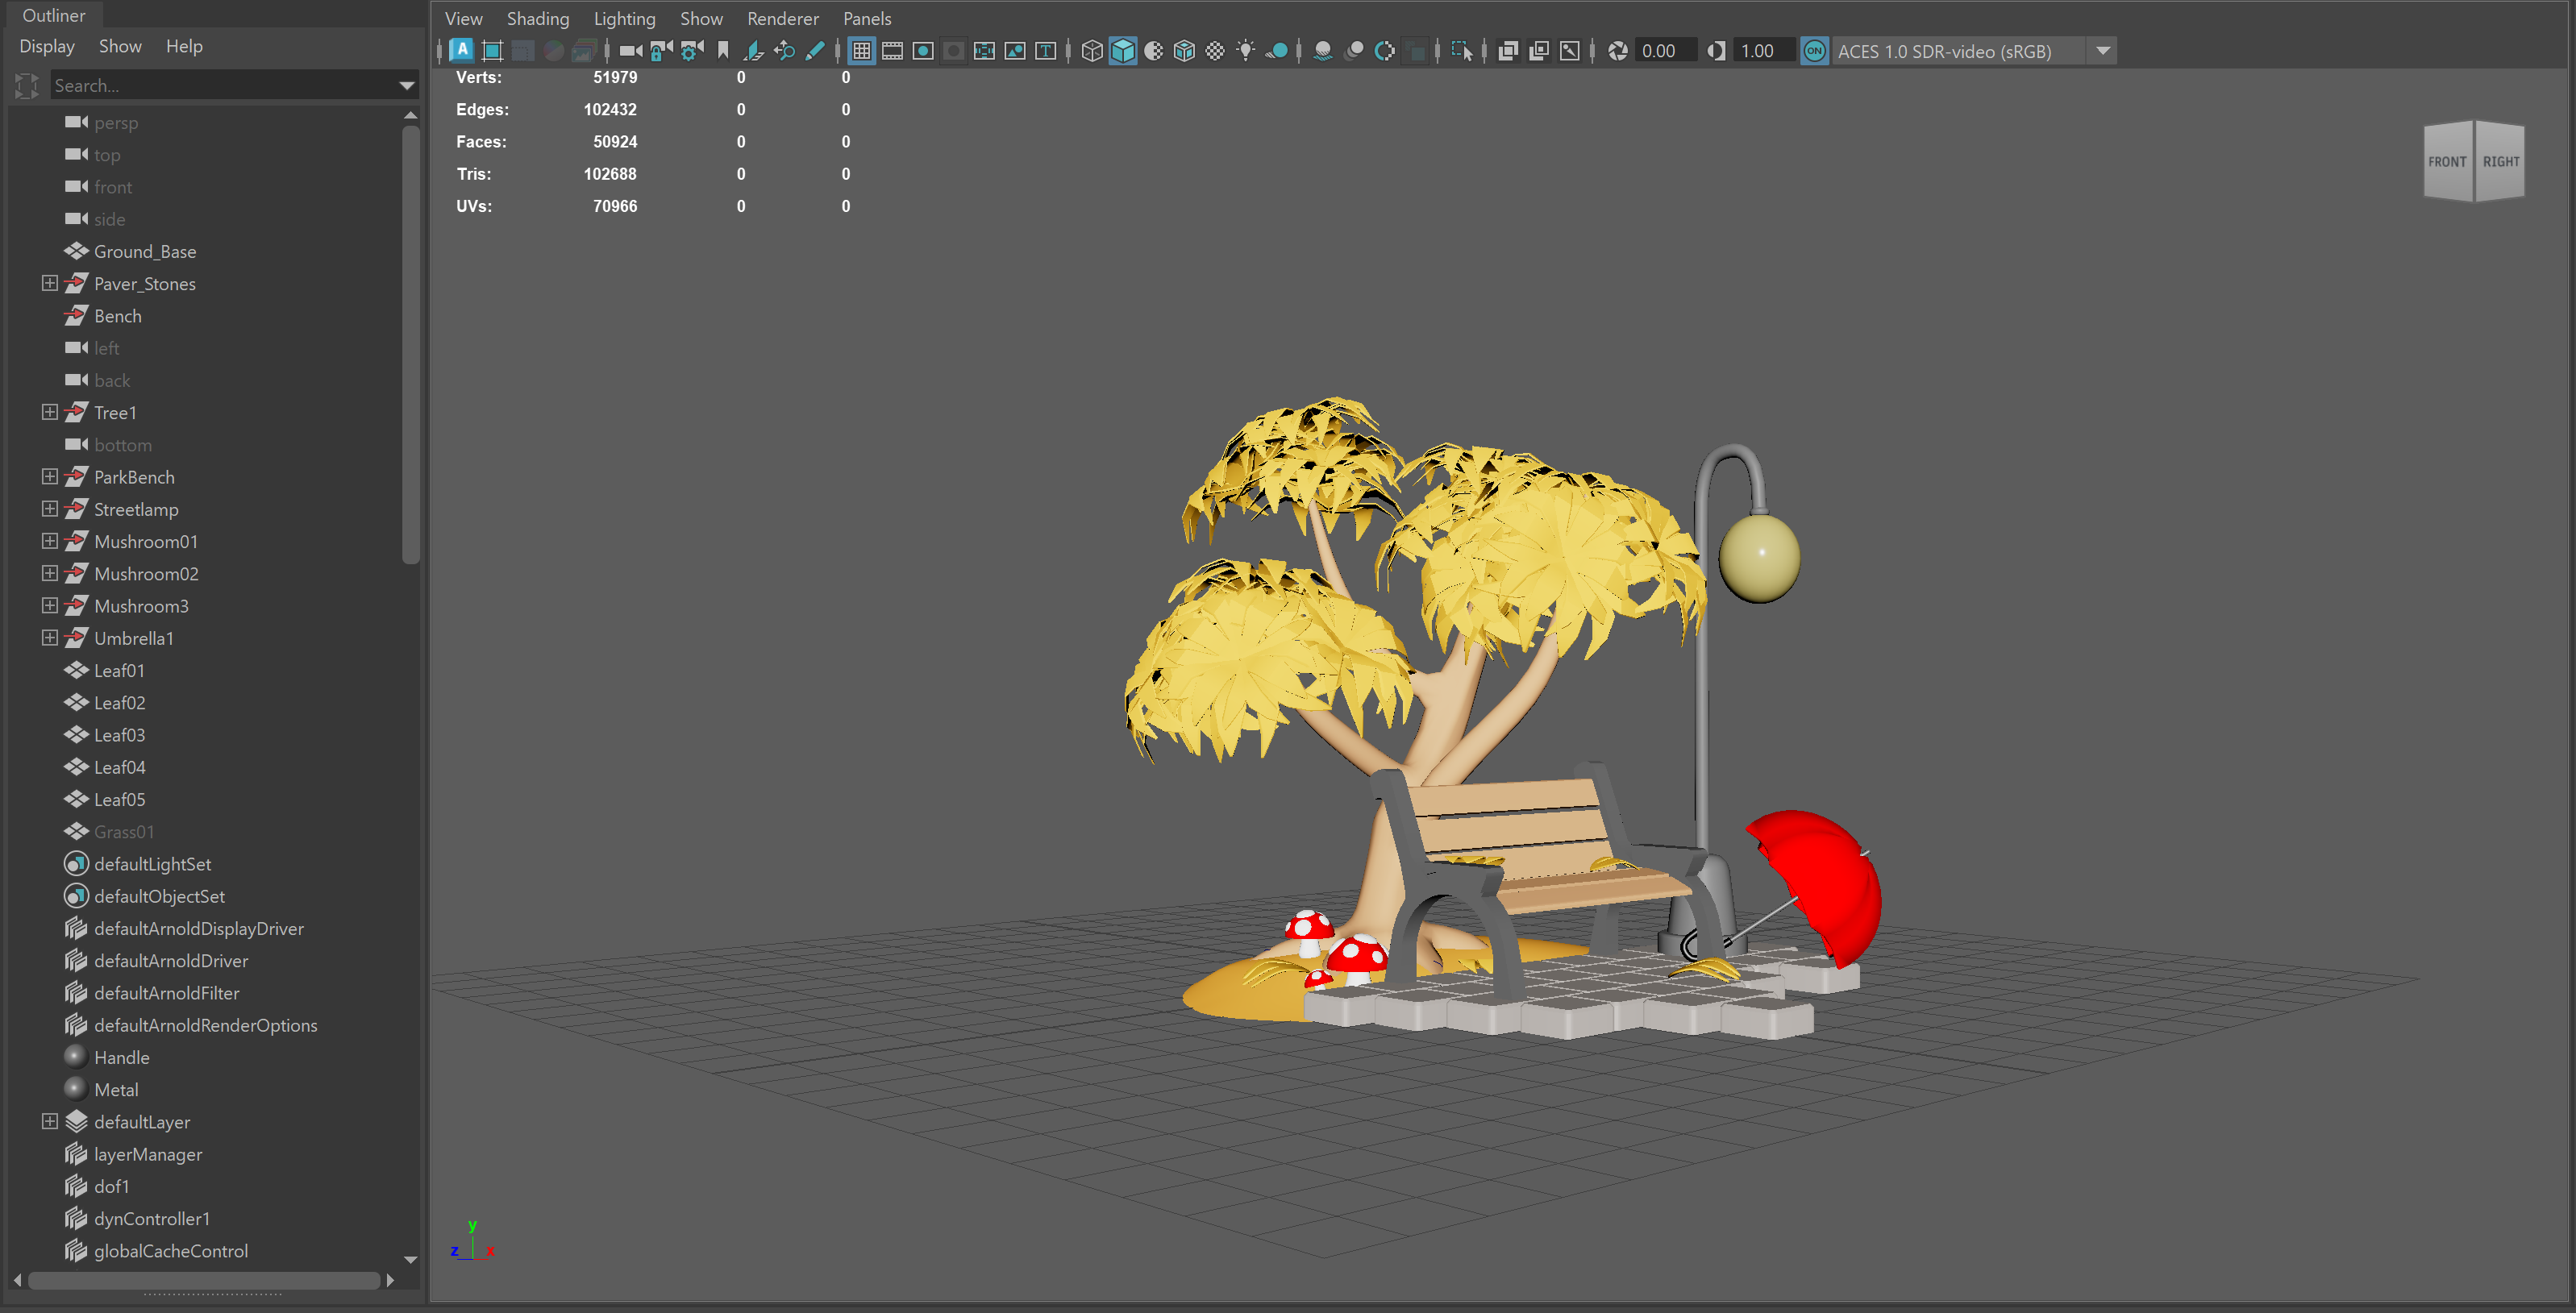 Outliner
Display Show Help
Search...
persp
top
front
side
Ground_Base
Paver_Stones
Bench
left
back
Tree1
bottom
ParkBench
Streetlamp
Mushroom01
Mushroom02
Mushroom3
Umbrella1
Leaf01
Leaf02
Leaf03
Leaf04
Leaf05
Grass01
defaultLightSet
defaultObjectSet
defaultArnoldDisplayDriver
defaultArnoldDriver
defaultArnoldFilter
defaultArnoldRenderOptions
Handle
Metal
defaultLayer
layerManager
dof1
dynController1
globalCacheControl
View Shading Lighting Show Renderer Panels
A T 0.00 1.00 ON ACES 1.0 SDR-video (sRGB)
Verts: 51979 0 0
Edges: 102432 0 0
Faces: 50924 0 0
Tris: 102688 0 0
UVs: 70966 0 0
FRONT RIGHT
y
z x